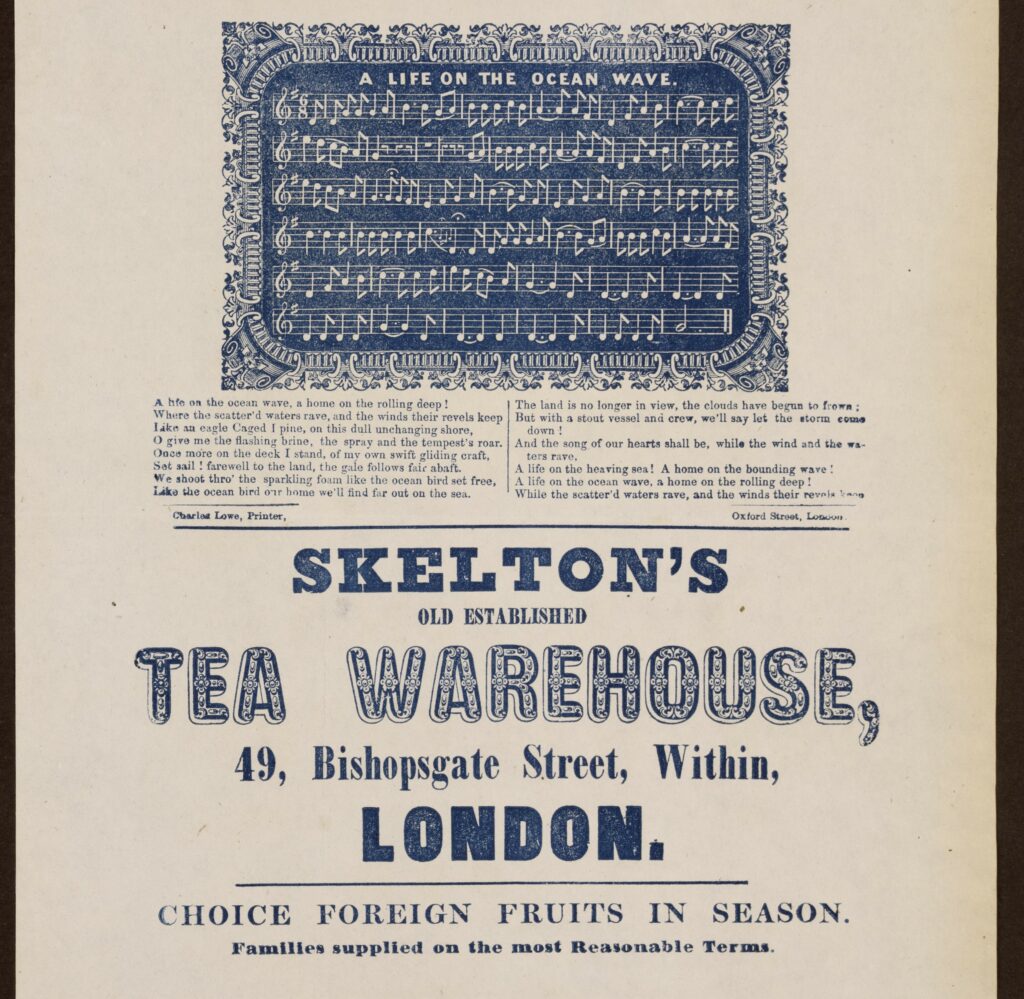 A LIFE ON THE OCEAN WAVE.
A life on the ocean wave, a home on the rolling deep!
Where the scatter'd waters rave, and the winds their revels keep
Like an eagle Caged I pine, on this dull unchanging shore,
O give me the flashing brine, the spray and the tempest's roar.
Once more on the deck I stand, of my own swift gliding craft,
Set sail! farewell to the land, the gale follows fair abaft.
We shoot thro' the sparkling foam like the ocean bird set free,
Like the ocean bird our home we'll find far out on the sea.
The land is no longer in view, the clouds have begun to frown;
But with a stout vessel and crew, we'll say let the storm come
down!
And the song of our hearts shall be, while the wind and the wa-
ters rave,
A life on the heaving sea! A home on the bounding wave!
A life on the ocean wave, a home on the rolling deep!
While the scatter'd waters rave, and the winds their revels keep
Charles Lowe, Printer,
Oxford Street, London.
SKELTON'S
OLD ESTABLISHED
TEA WAREHOUSE,
49, Bishopsgate Street, Within,
LONDON.
CHOICE FOREIGN FRUITS IN SEASON.
Families supplied on the most Reasonable Terms.